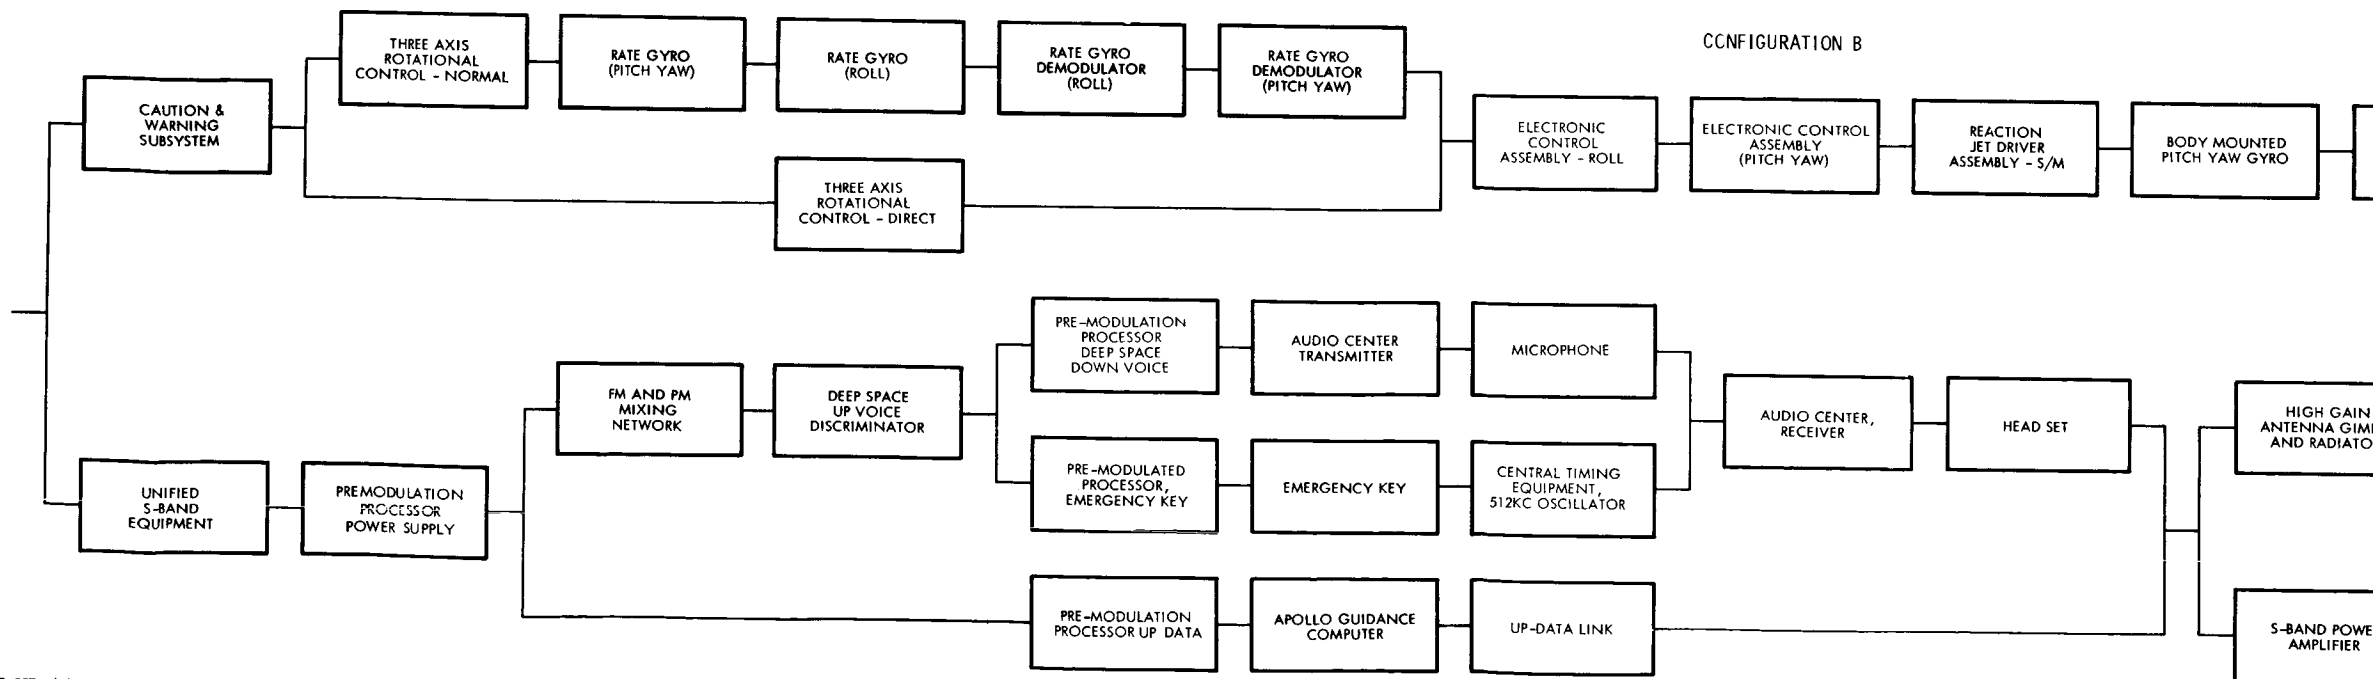 CCNFIGURATION B
THREE AXIS
ROTATIONAL
CONTROL - NORMAL
RATE GYRO
(PITCH YAW)
RATE GYRO
(ROLL)
RATE GYRO
DEMODULATOR
(ROLL)
RATE GYRO
DEMODULATOR
(PITCH YAW)
CAUTION &
WARNING
SUBSYSTEM
THREE AXIS
ROTATIONAL
CONTROL - DIRECT
ELECTRONIC
CONTROL
ASSEMBLY - ROLL
ELECTRONIC CONTROL
ASSEMBLY
(PITCH YAW)
REACTION
JET DRIVER
ASSEMBLY - S/M
BODY MOUNTED
PITCH YAW GYRO
UNIFIED
S-BAND
EQUIPMENT
PREMODULATION
PROCESSOR
POWER SUPPLY
FM AND PM
MIXING
NETWORK
DEEP SPACE
UP VOICE
DISCRIMINATOR
PRE-MODULATION
PROCESSOR
DEEP SPACE
DOWN VOICE
AUDIO CENTER
TRANSMITTER
MICROPHONE
PRE-MODULATED
PROCESSOR,
EMERGENCY KEY
EMERGENCY KEY
CENTRAL TIMING
EQUIPMENT,
512KC OSCILLATOR
AUDIO CENTER,
RECEIVER
HEAD SET
PRE-MODULATION
PROCESSOR UP DATA
APOLLO GUIDANCE
COMPUTER
UP-DATA LINK
HIGH GAIN
ANTENNA
AND
S-BAND
AMPLIFIER